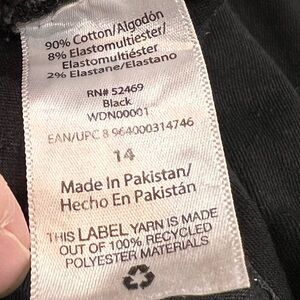 90% Cotton/Algodón
8% Elastomultiester/
Elastomultiéster
2% Elastane/Elastano
RN# 52469
Black
WDN00001
EAN/UPC 8 964000314746
14
Made In Pakistan/
Hecho En Pakistán
THIS LABEL YARN IS MADE
OUT OF 100% RECYCLED
POLYESTER MATERIALS